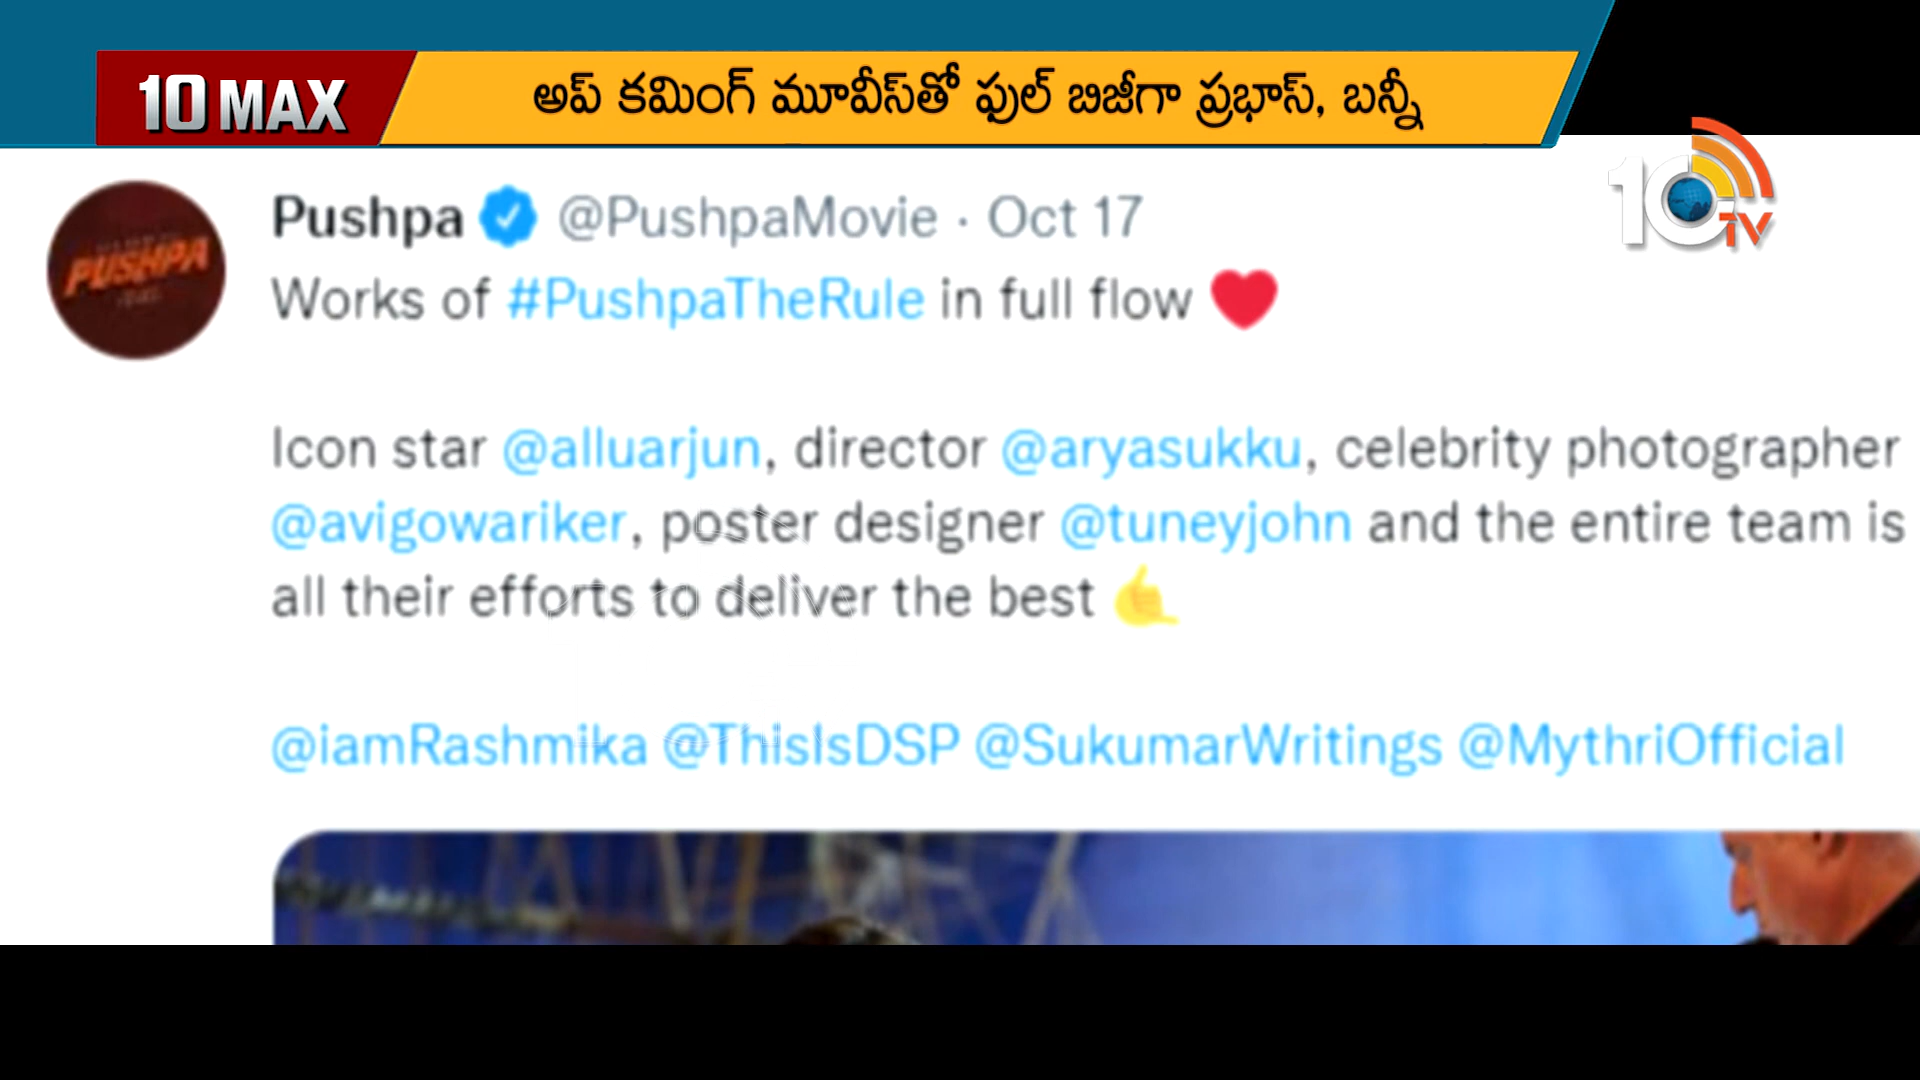 10 MAX
అప్ కమింగ్ మూవీస్‌తో ఫుల్ బిజీగా ప్రభాస్, బన్నీ
10TV
PUSHPA
Pushpa @PushpaMovie · Oct 17
Works of #PushpaTheRule in full flow ❤️
Icon star @alluarjun, director @aryasukku, celebrity photographer
@avigowariker, poster designer @tuneyjohn and the entire team is
all their efforts to deliver the best 🤙
@iamRashmika @ThisIsDSP @SukumarWritings @MythriOfficial